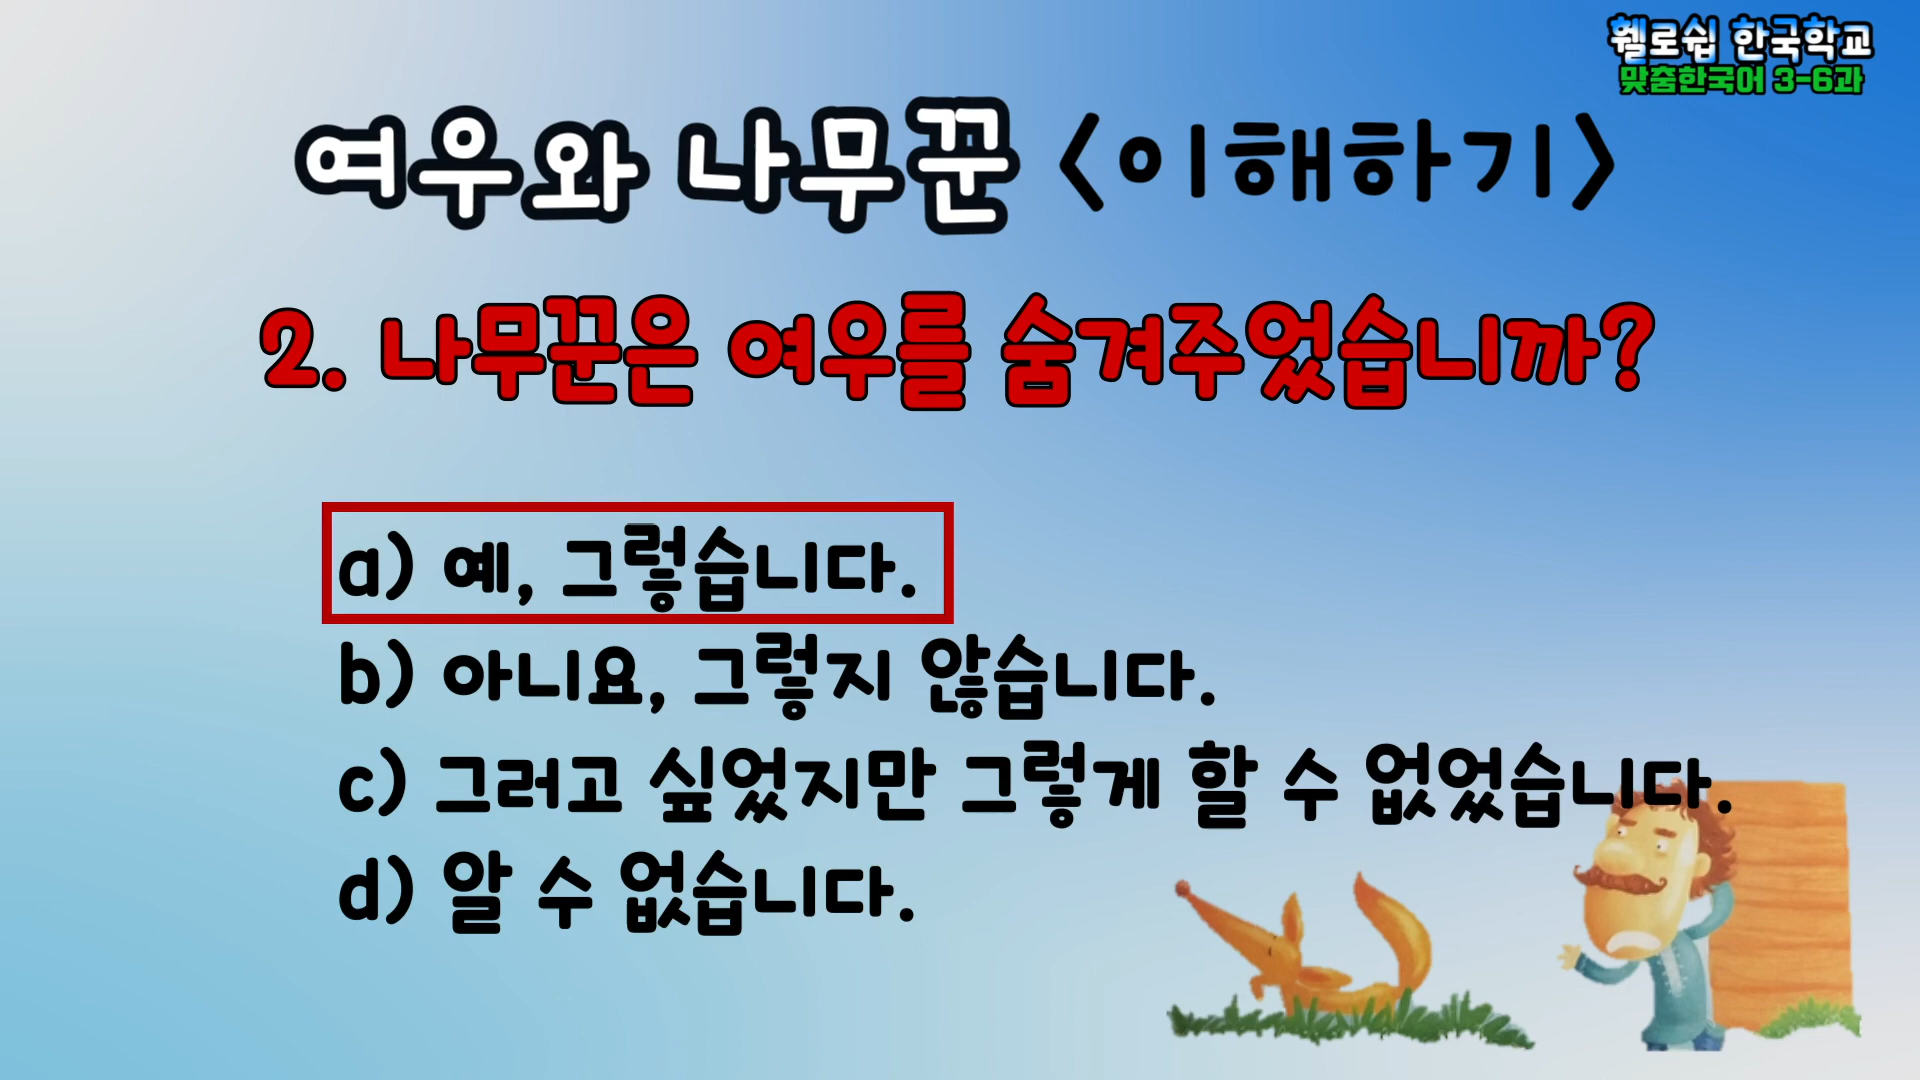 웰로쉽 한국학교
맞춤한국어 3-6과
여우와 나무꾼 <이해하기>
2. 나무꾼은 여우를 숨겨주었습니까?
a) 예, 그렇습니다.
b) 아니요, 그렇지 않습니다.
c) 그러고 싶었지만 그렇게 할 수 없었습니다.
d) 알 수 없습니다.